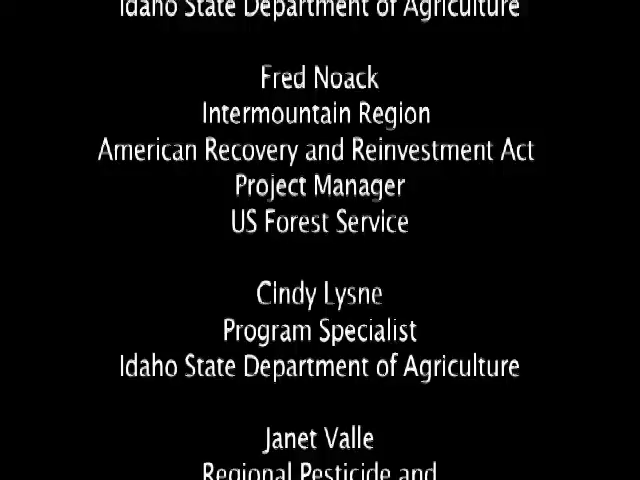 Idaho State Department of Agriculture
Fred Noack
Intermountain Region
American Recovery and Reinvestment Act
Project Manager
US Forest Service
Cindy Lysne
Program Specialist
Idaho State Department of Agriculture
Janet Valle
Regional Pesticide and